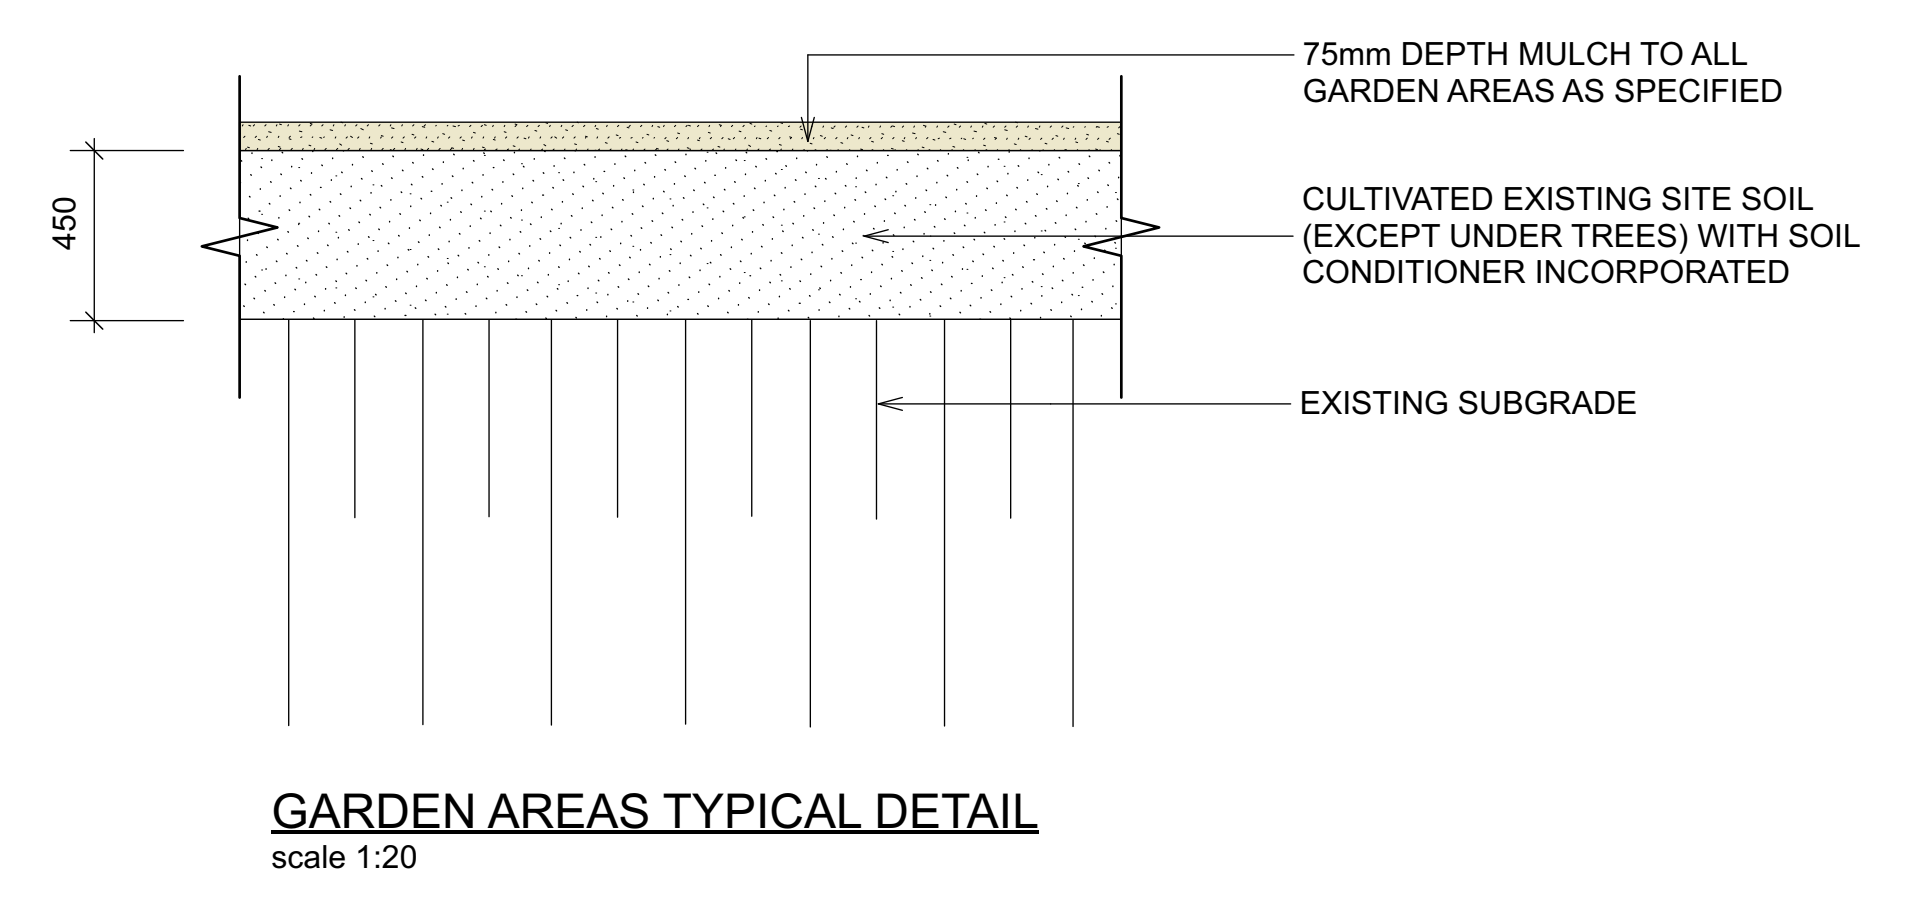 75mm DEPTH MULCH TO ALL
GARDEN AREAS AS SPECIFIED
450
CULTIVATED EXISTING SITE SOIL
(EXCEPT UNDER TREES) WITH SOIL
CONDITIONER INCORPORATED
EXISTING SUBGRADE
GARDEN AREAS TYPICAL DETAIL
scale 1:20